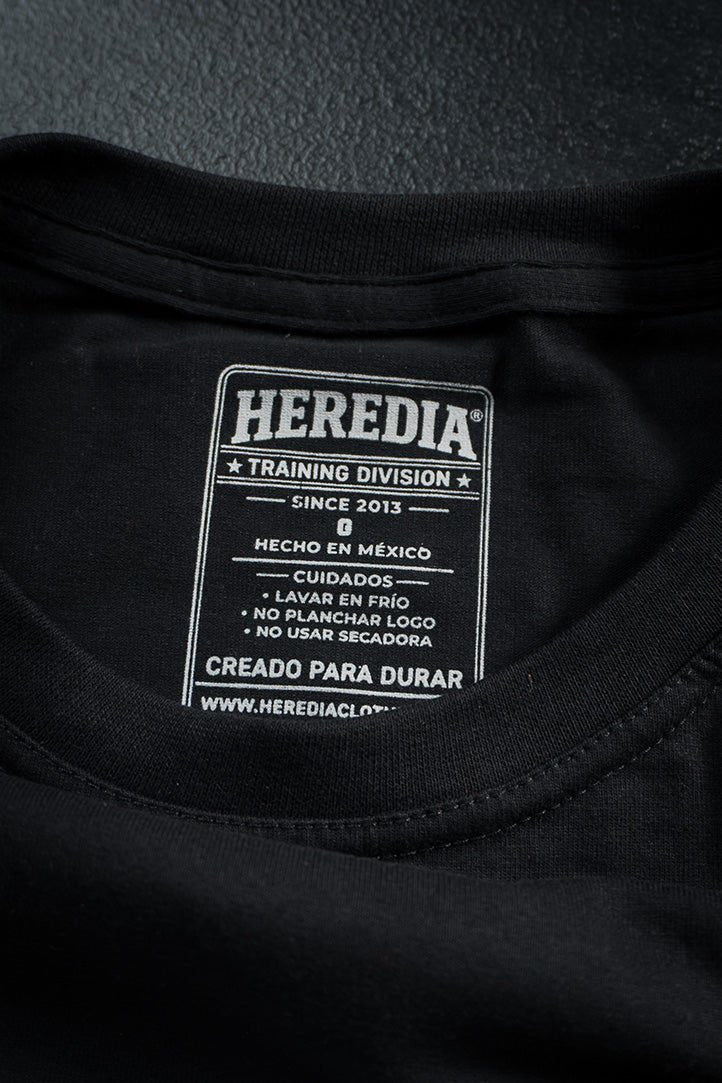 HEREDIA®
★ TRAINING DIVISION ★
SINCE 2013
HECHO EN MÉXICO
CUIDADOS
• LAVAR EN FRÍO
• NO PLANCHAR LOGO
• NO USAR SECADORA
CREADO PARA DURAR